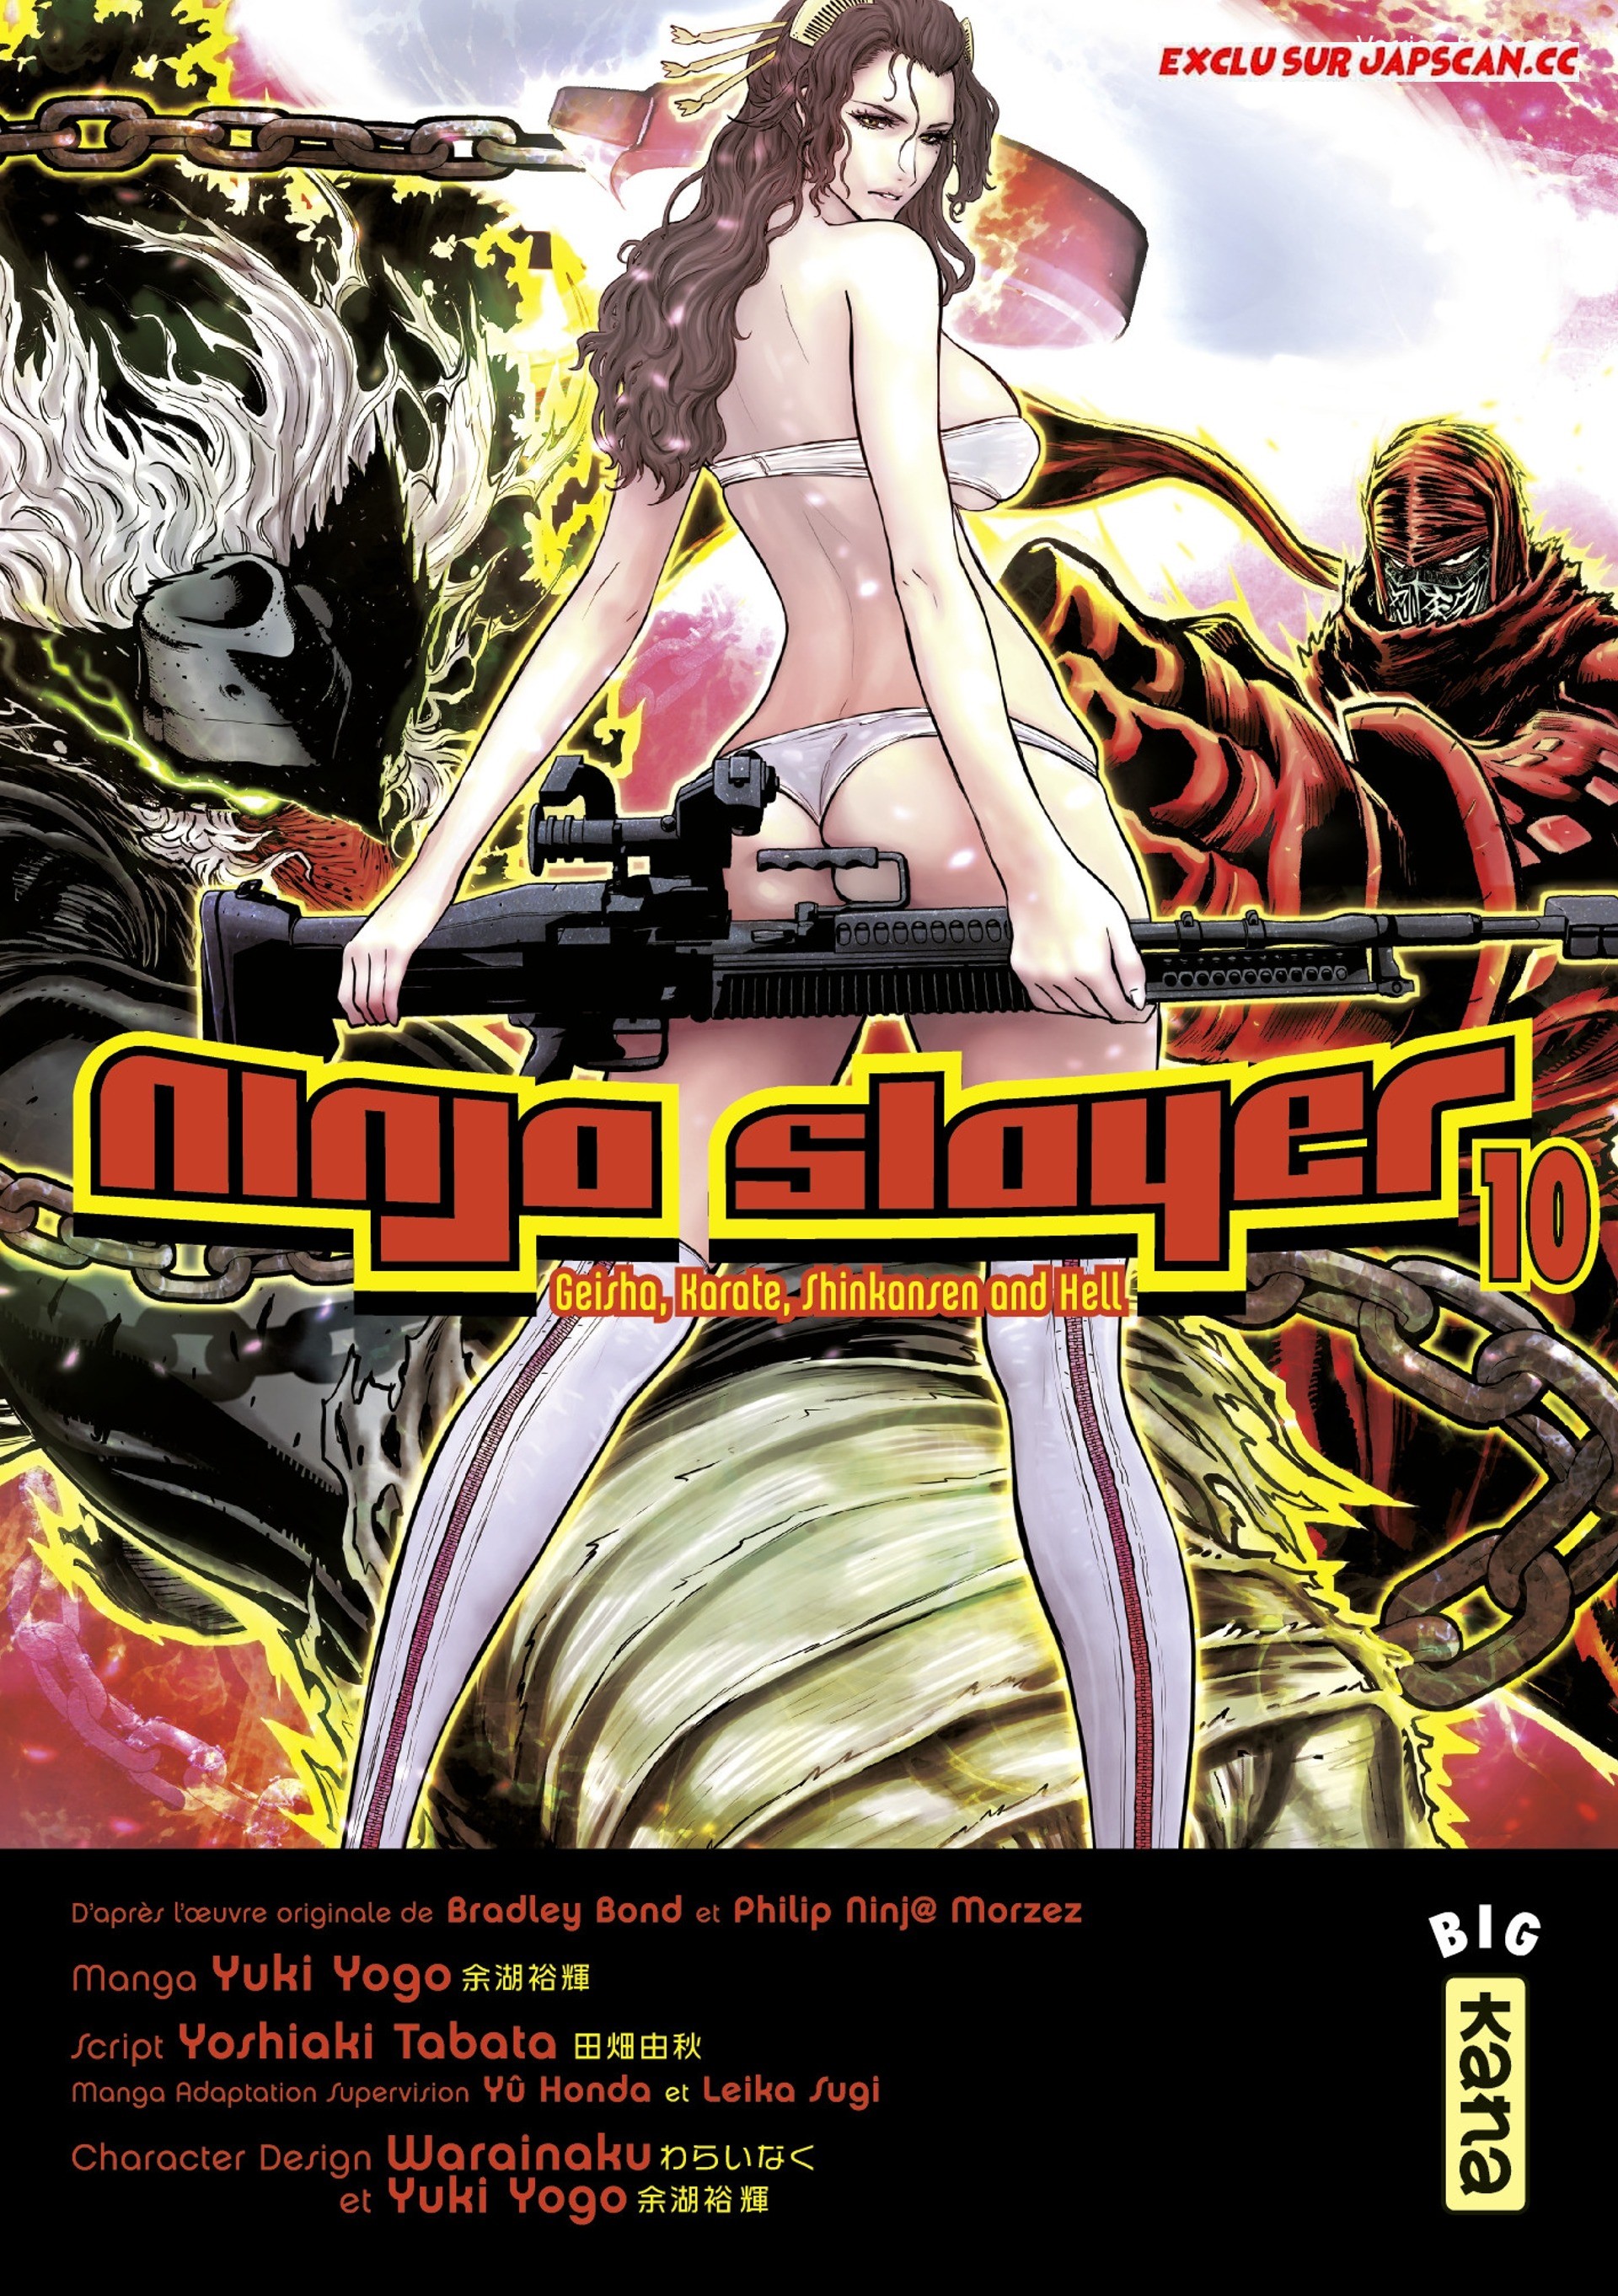 EXCLU SUR JAPSCAN.CC
ninja slayer
10
Geisha, Karate, Shinkansen and Hell
D'après l'œuvre originale de Bradley Bond et Philip Ninj@ Morzez
Manga Yuki Yogo 余湖裕輝
Script Yoshiaki Tabata 田畑由秋
Manga Adaptation Supervision Yû Honda et Leika Sugi
Character Design Warainaku わらいなく
et Yuki Yogo 余湖裕輝
BIG
kana